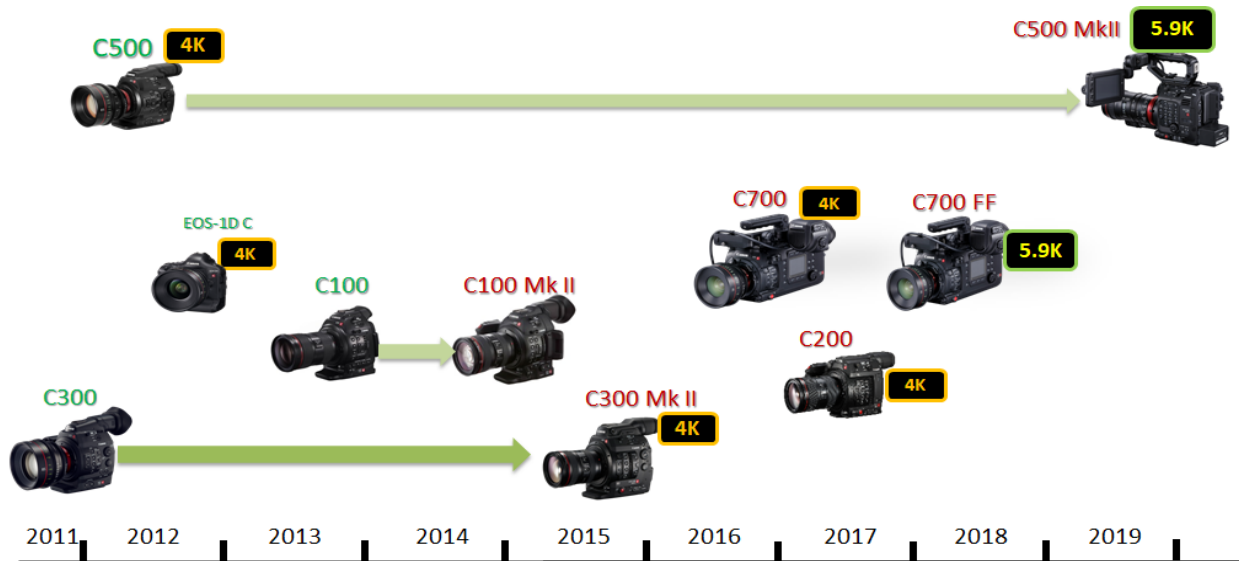 C500 4K
C500 MkII 5.9K
C700 4K
C700 FF
5.9K
EOS-1D C
4K
C100
C100 Mk II
C200
4K
C300
C300 Mk II
4K
2011 2012 2013 2014 2015 2016 2017 2018 2019